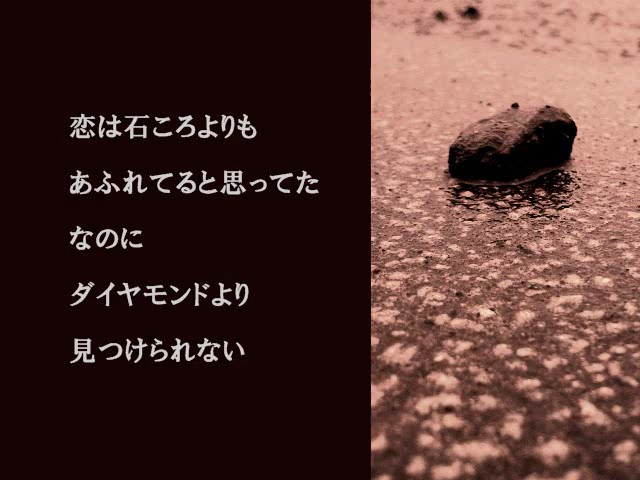 恋は石ころよりも
あふれてると思ってた
なのに
ダイヤモンドより
見つけられない